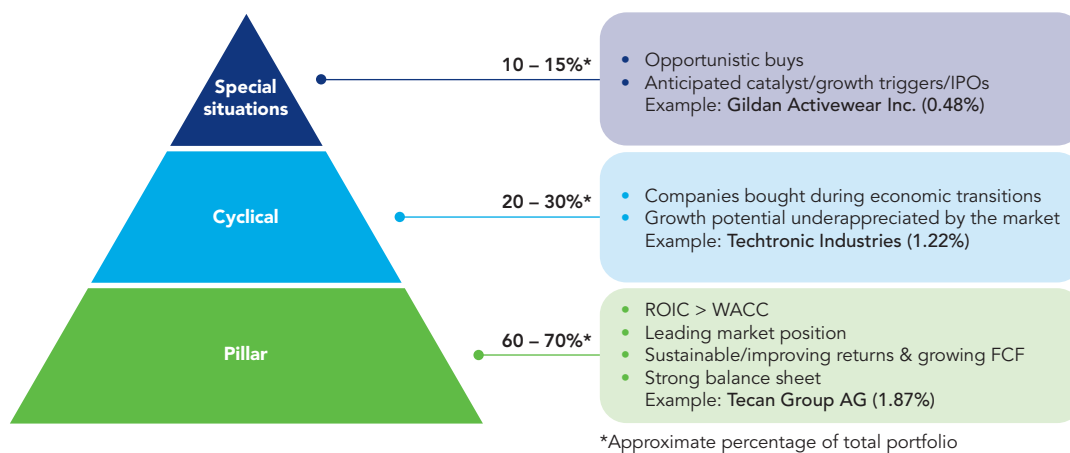 Special
situations
10 – 15%*
• Opportunistic buys
• Anticipated catalyst/growth triggers/IPOs
Example: Gildan Activewear Inc. (0.48%)
Cyclical
20 – 30%*
• Companies bought during economic transitions
• Growth potential underappreciated by the market
Example: Techtronic Industries (1.22%)
Pillar
60 – 70%*
• ROIC > WACC
• Leading market position
• Sustainable/improving returns & growing FCF
• Strong balance sheet
Example: Tecan Group AG (1.87%)
*Approximate percentage of total portfolio